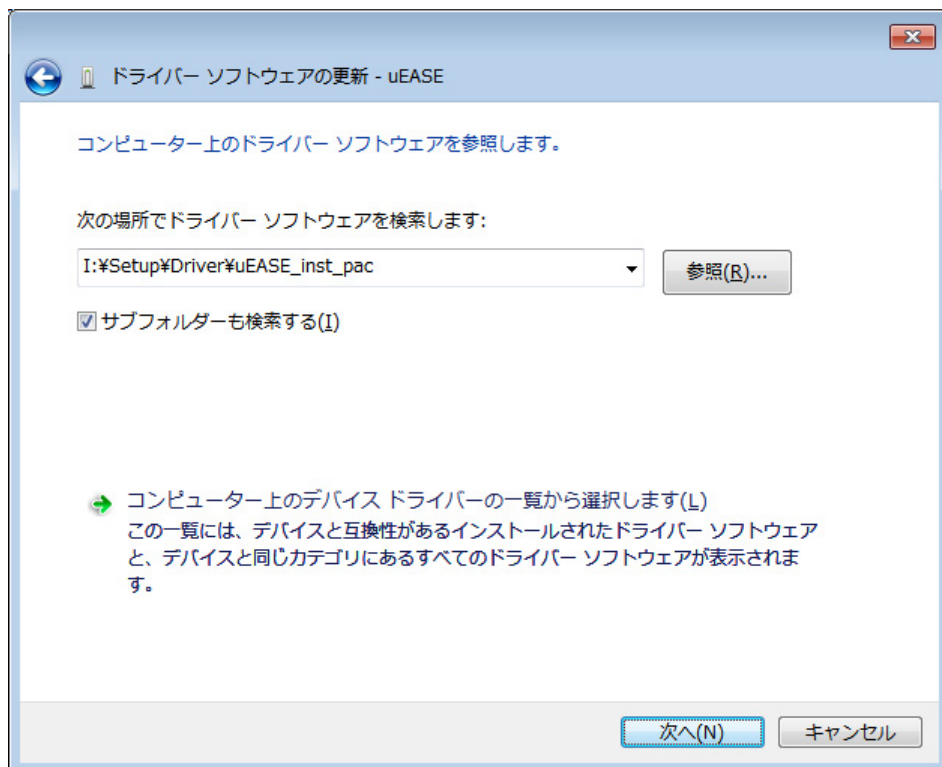 ドライバー ソフトウェアの更新 - uEASE
コンピューター上のドライバー ソフトウェアを参照します。
次の場所でドライバー ソフトウェアを検索します:
I:¥Setup¥Driver¥uEASE_inst_pac
参照(R)...
サブフォルダーも検索する(I)
コンピューター上のデバイス ドライバーの一覧から選択します(L)
この一覧には、デバイスと互換性があるインストールされたドライバー ソフトウェア
と、デバイスと同じカテゴリにあるすべてのドライバー ソフトウェアが表示されま
す。
次へ(N)
キャンセル